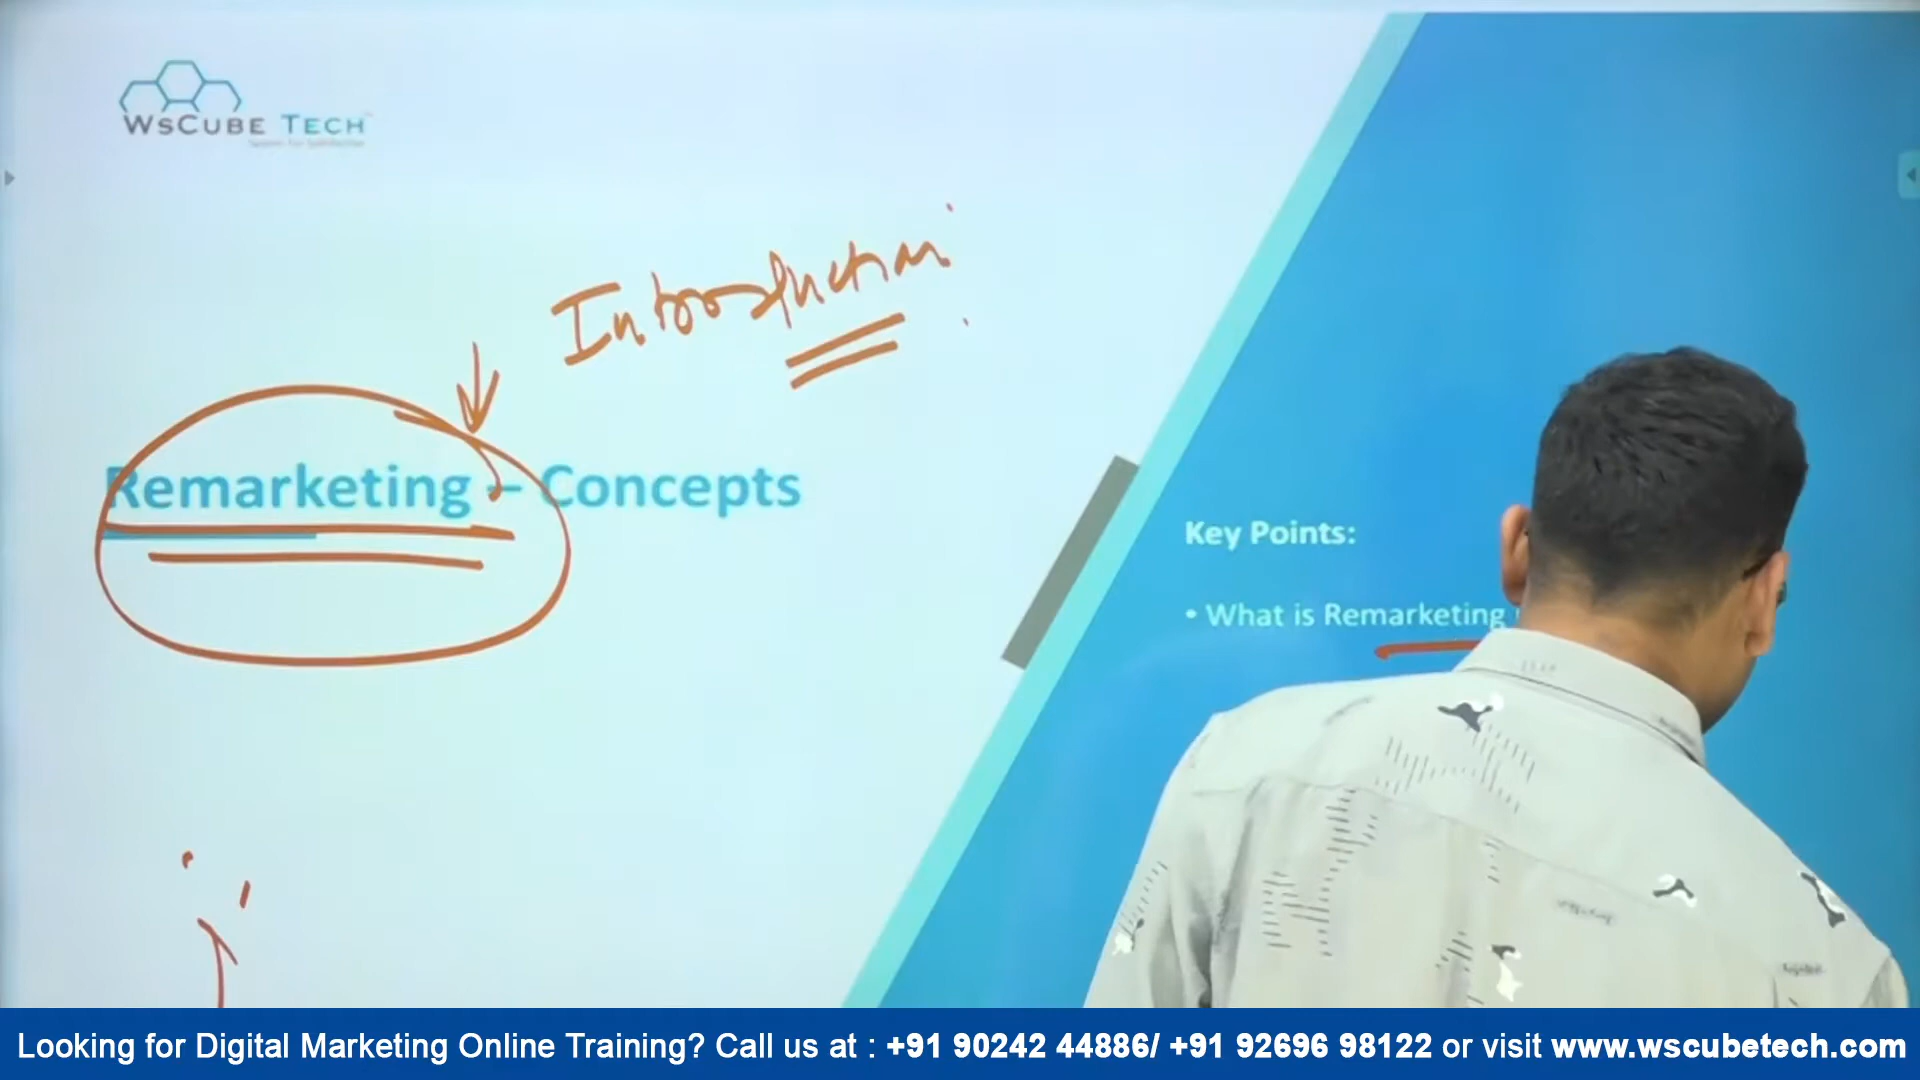 WSCUBE TECH
Introduction
Remarketing – Concepts
Key Points:
• What is Remarketing
Looking for Digital Marketing Online Training? Call us at : +91 90242 44886/ +91 92696 98122 or visit www.wscubetech.com